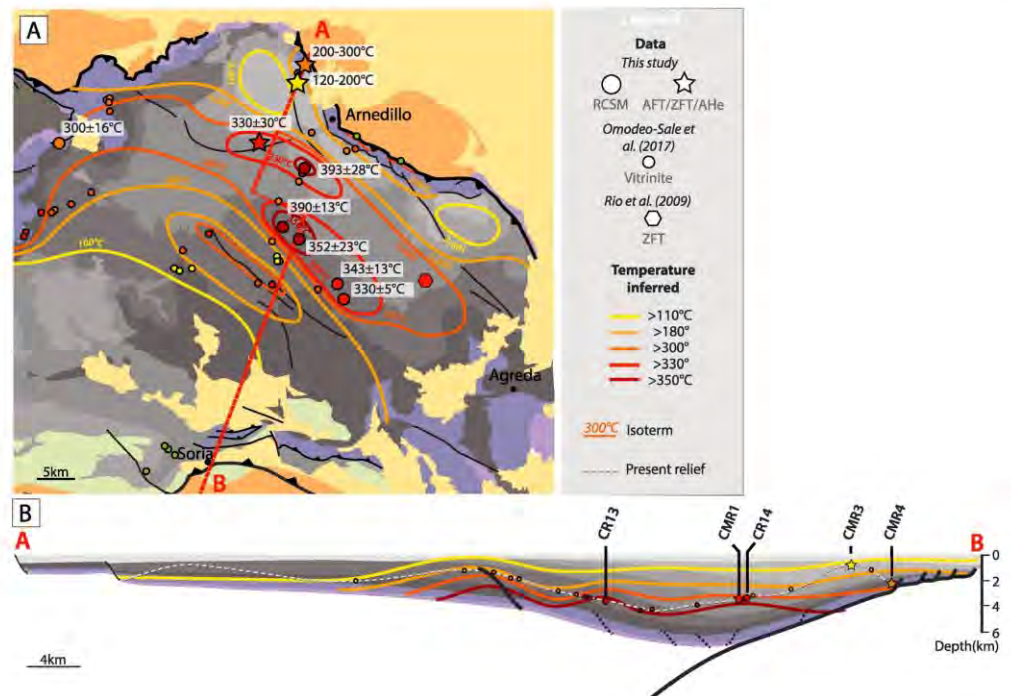 A
A
200-300°C
120-200°C
Arnedillo
330±30°C
300±16°C
393±28°C
390±13°C
352±23°C
343±13°C
330±5°C
100°C
Agreda
Soria
5km
B
Data
This study
RCSM
AFT/ZFT/AHe
Omodeo-Sale et
al. (2017)
Vitrinite
Rio et al. (2009)
ZFT
Temperature
inferred
>110°C
>180°
>300°
>330°
>350°C
300°C Isoterm
Present relief
B
A
CR13
CMR1
CR14
CMR3
CMR4
B
0
2
4
6
Depth(km)
4km